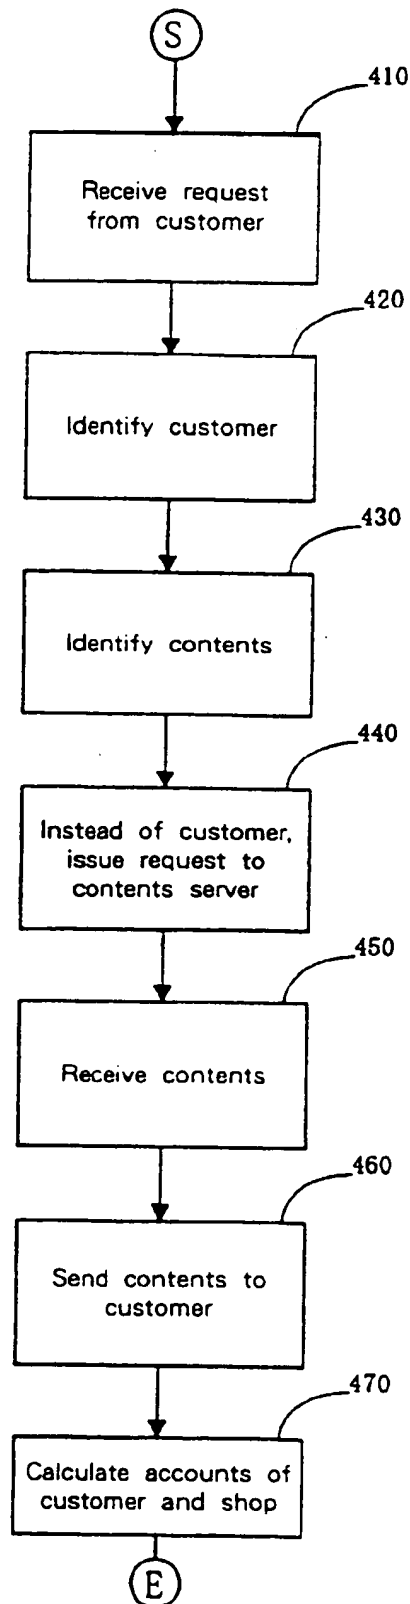 S
410
Receive request
from customer
420
Identify customer
430
Identify contents
440
Instead of customer,
issue request to
contents server
450
Receive contents
460
Send contents to
customer
470
Calculate accounts of
customer and shop
E